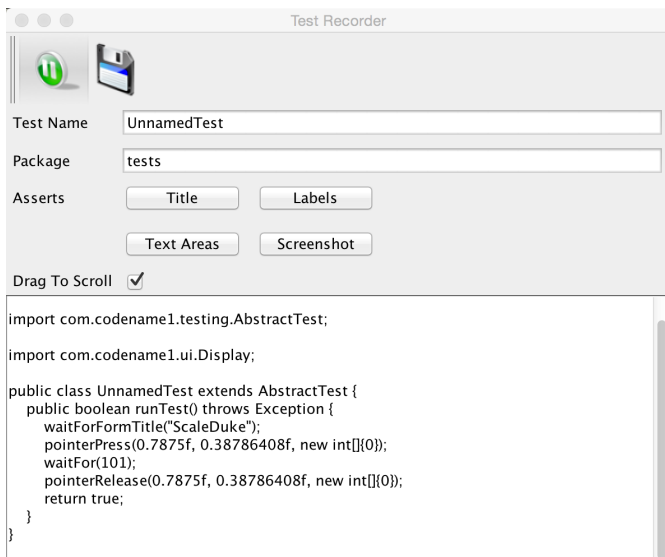 Test Recorder
Test Name UnnamedTest
Package tests
Asserts Title Labels
Text Areas Screenshot
Drag To Scroll
import com.codename1.testing.AbstractTest;
import com.codename1.ui.Display;
public class UnnamedTest extends AbstractTest {
public boolean runTest() throws Exception {
waitForFormTitle("ScaleDuke");
pointerPress(0.7875f, 0.38786408f, new int[]{0});
waitFor(101);
pointerRelease(0.7875f, 0.38786408f, new int[]{0});
return true;
}
}